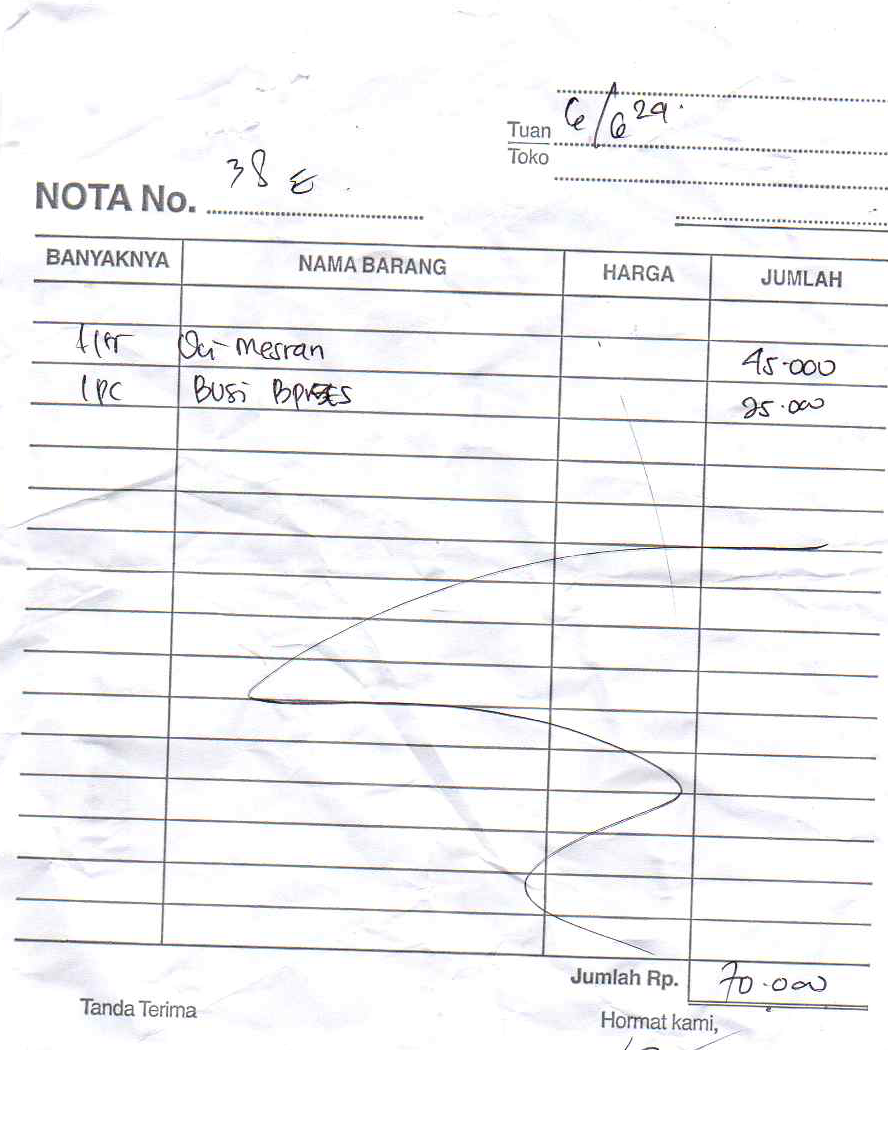 6/6 24.
Tuan
Toko
NOTA No. 38 E
BANYAKNYA NAMA BARANG HARGA JUMLAH
1 ltr Oli Mesran 45.000
1 PC Busi 25.000
Jumlah Rp. 70.000
Tanda Terima
Hormat kami,